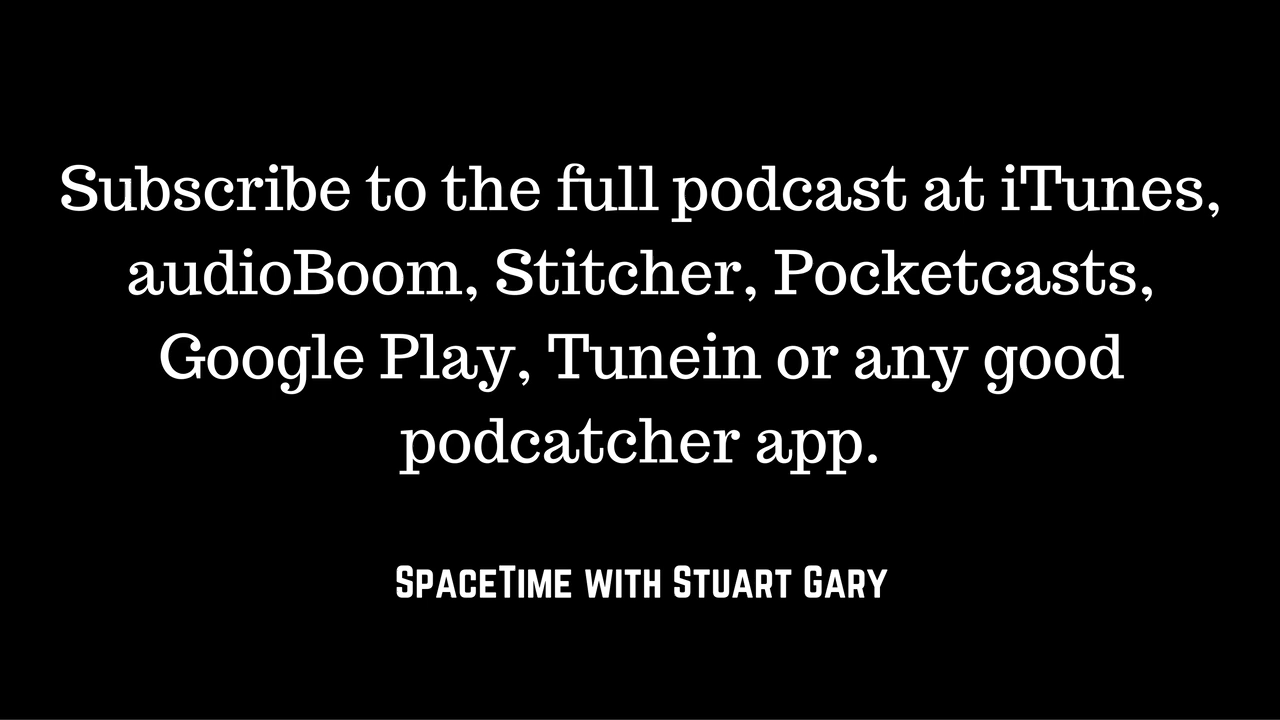 Subscribe to the full podcast at iTunes,
audioBoom, Stitcher, Pocketcasts,
Google Play, Tunein or any good
podcatcher app.
SpaceTime with Stuart Gary